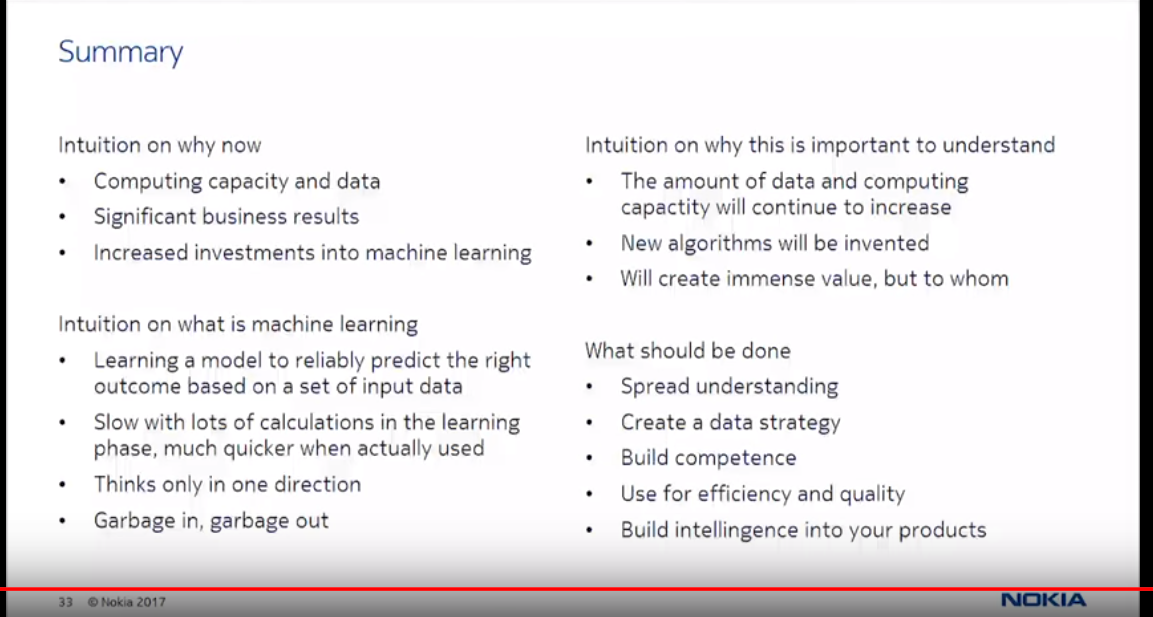 Summary
Intuition on why now
• Computing capacity and data
• Significant business results
• Increased investments into machine learning
Intuition on what is machine learning
• Learning a model to reliably predict the right
outcome based on a set of input data
• Slow with lots of calculations in the learning
phase, much quicker when actually used
• Thinks only in one direction
• Garbage in, garbage out
Intuition on why this is important to understand
• The amount of data and computing
capactity will continue to increase
• New algorithms will be invented
• Will create immense value, but to whom
What should be done
• Spread understanding
• Create a data strategy
• Build competence
• Use for efficiency and quality
• Build intellingence into your products
33 © Nokia 2017
NOKIA